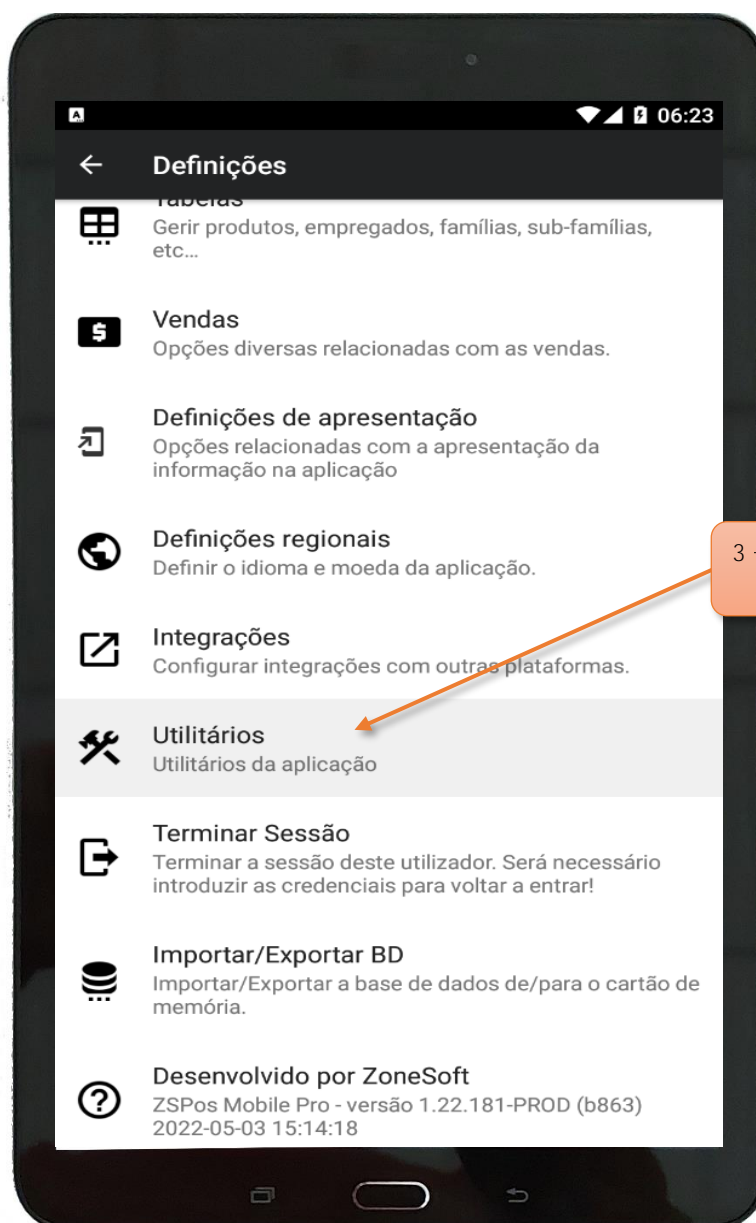 06:23
Definições
Tabelas
Gerir produtos, empregados, famílias, sub-famílias,
etc...
Vendas
Opções diversas relacionadas com as vendas.
Definições de apresentação
Opções relacionadas com a apresentação da
informação na aplicação
Definições regionais
Definir o idioma e moeda da aplicação.
3 -
Integrações
Configurar integrações com outras plataformas.
Utilitários
Utilitários da aplicação
Terminar Sessão
Terminar a sessão deste utilizador. Será necessário
introduzir as credenciais para voltar a entrar!
Importar/Exportar BD
Importar/Exportar a base de dados de/para o cartão de
memória.
Desenvolvido por ZoneSoft
ZSPos Mobile Pro - versão 1.22.181-PROD (b863)
2022-05-03 15:14:18